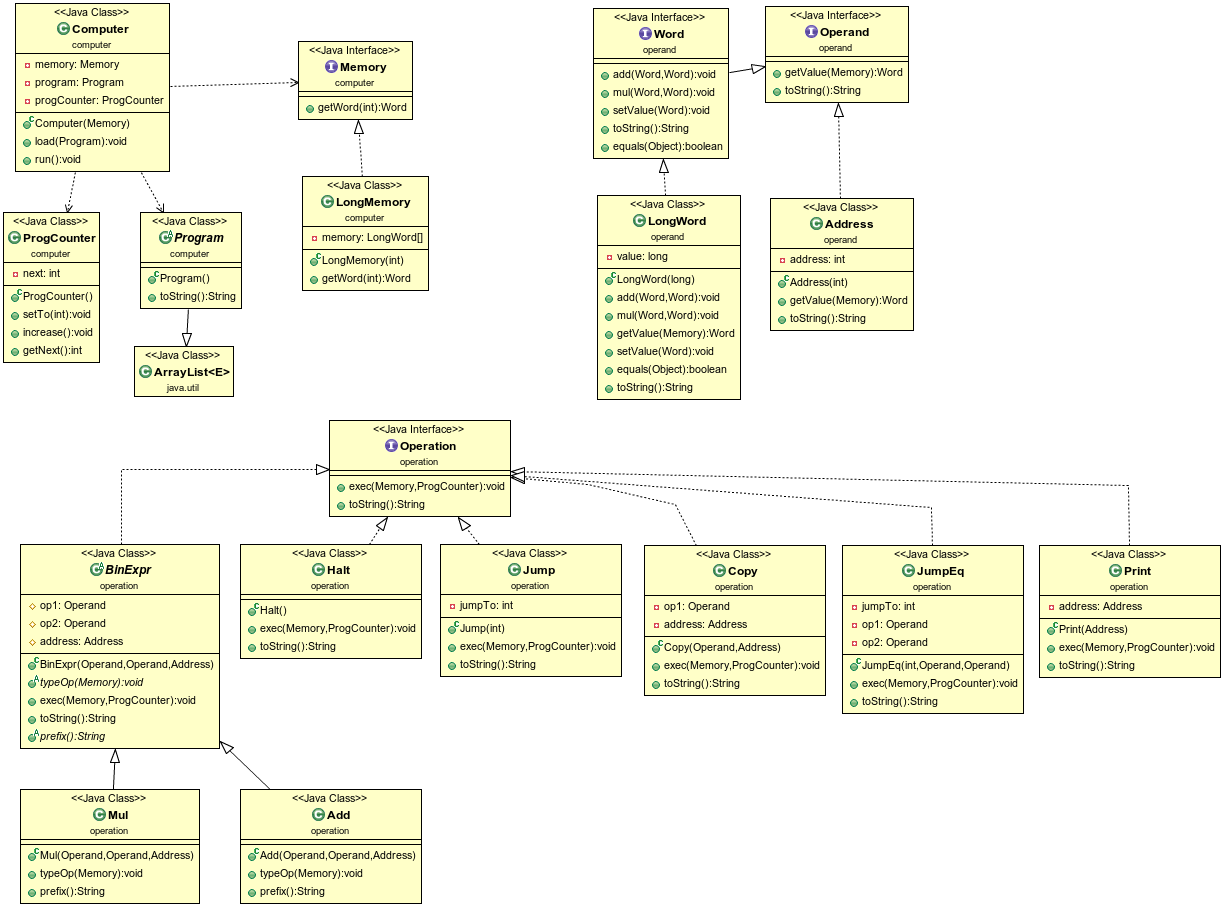 <<Java Class>>
Computer
computer
memory: Memory
program: Program
progCounter: ProgCounter
Computer(Memory)
load(Program):void
run():void
<<Java Interface>>
Memory
computer
getWord(int):Word
<<Java Interface>>
Word
operand
add(Word,Word):void
mul(Word,Word):void
setValue(Word):void
toString():String
equals(Object):boolean
<<Java Interface>>
Operand
operand
getValue(Memory):Word
toString():String
<<Java Class>>
ProgCounter
computer
next: int
ProgCounter()
setTo(int):void
increase():void
getNext():int
<<Java Class>>
Program
computer
Program()
toString():String
<<Java Class>>
ArrayList<E>
java.util
<<Java Class>>
LongMemory
computer
memory: LongWord[]
LongMemory(int)
getWord(int):Word
<<Java Class>>
LongWord
operand
value: long
LongWord(long)
add(Word,Word):void
mul(Word,Word):void
getValue(Memory):Word
setValue(Word):void
equals(Object):boolean
toString():String
<<Java Class>>
Address
operand
address: int
Address(int)
getValue(Memory):Word
toString():String
<<Java Interface>>
Operation
operation
exec(Memory,ProgCounter):void
toString():String
<<Java Class>>
BinExpr
operation
op1: Operand
op2: Operand
address: Address
BinExpr(Operand,Operand,Address)
typeOp(Memory):void
exec(Memory,ProgCounter):void
toString():String
prefix():String
<<Java Class>>
Halt
operation
Halt()
exec(Memory,ProgCounter):void
toString():String
<<Java Class>>
Jump
operation
jumpTo: int
Jump(int)
exec(Memory,ProgCounter):void
toString():String
<<Java Class>>
Copy
operation
op1: Operand
address: Address
Copy(Operand,Address)
exec(Memory,ProgCounter):void
toString():String
<<Java Class>>
JumpEq
operation
jumpTo: int
op1: Operand
op2: Operand
JumpEq(int,Operand,Operand)
exec(Memory,ProgCounter):void
toString():String
<<Java Class>>
Print
operation
address: Address
Print(Address)
exec(Memory,ProgCounter):void
toString():String
<<Java Class>>
Mul
operation
Mul(Operand,Operand,Address)
typeOp(Memory):void
prefix():String
<<Java Class>>
Add
operation
Add(Operand,Operand,Address)
typeOp(Memory):void
prefix():String